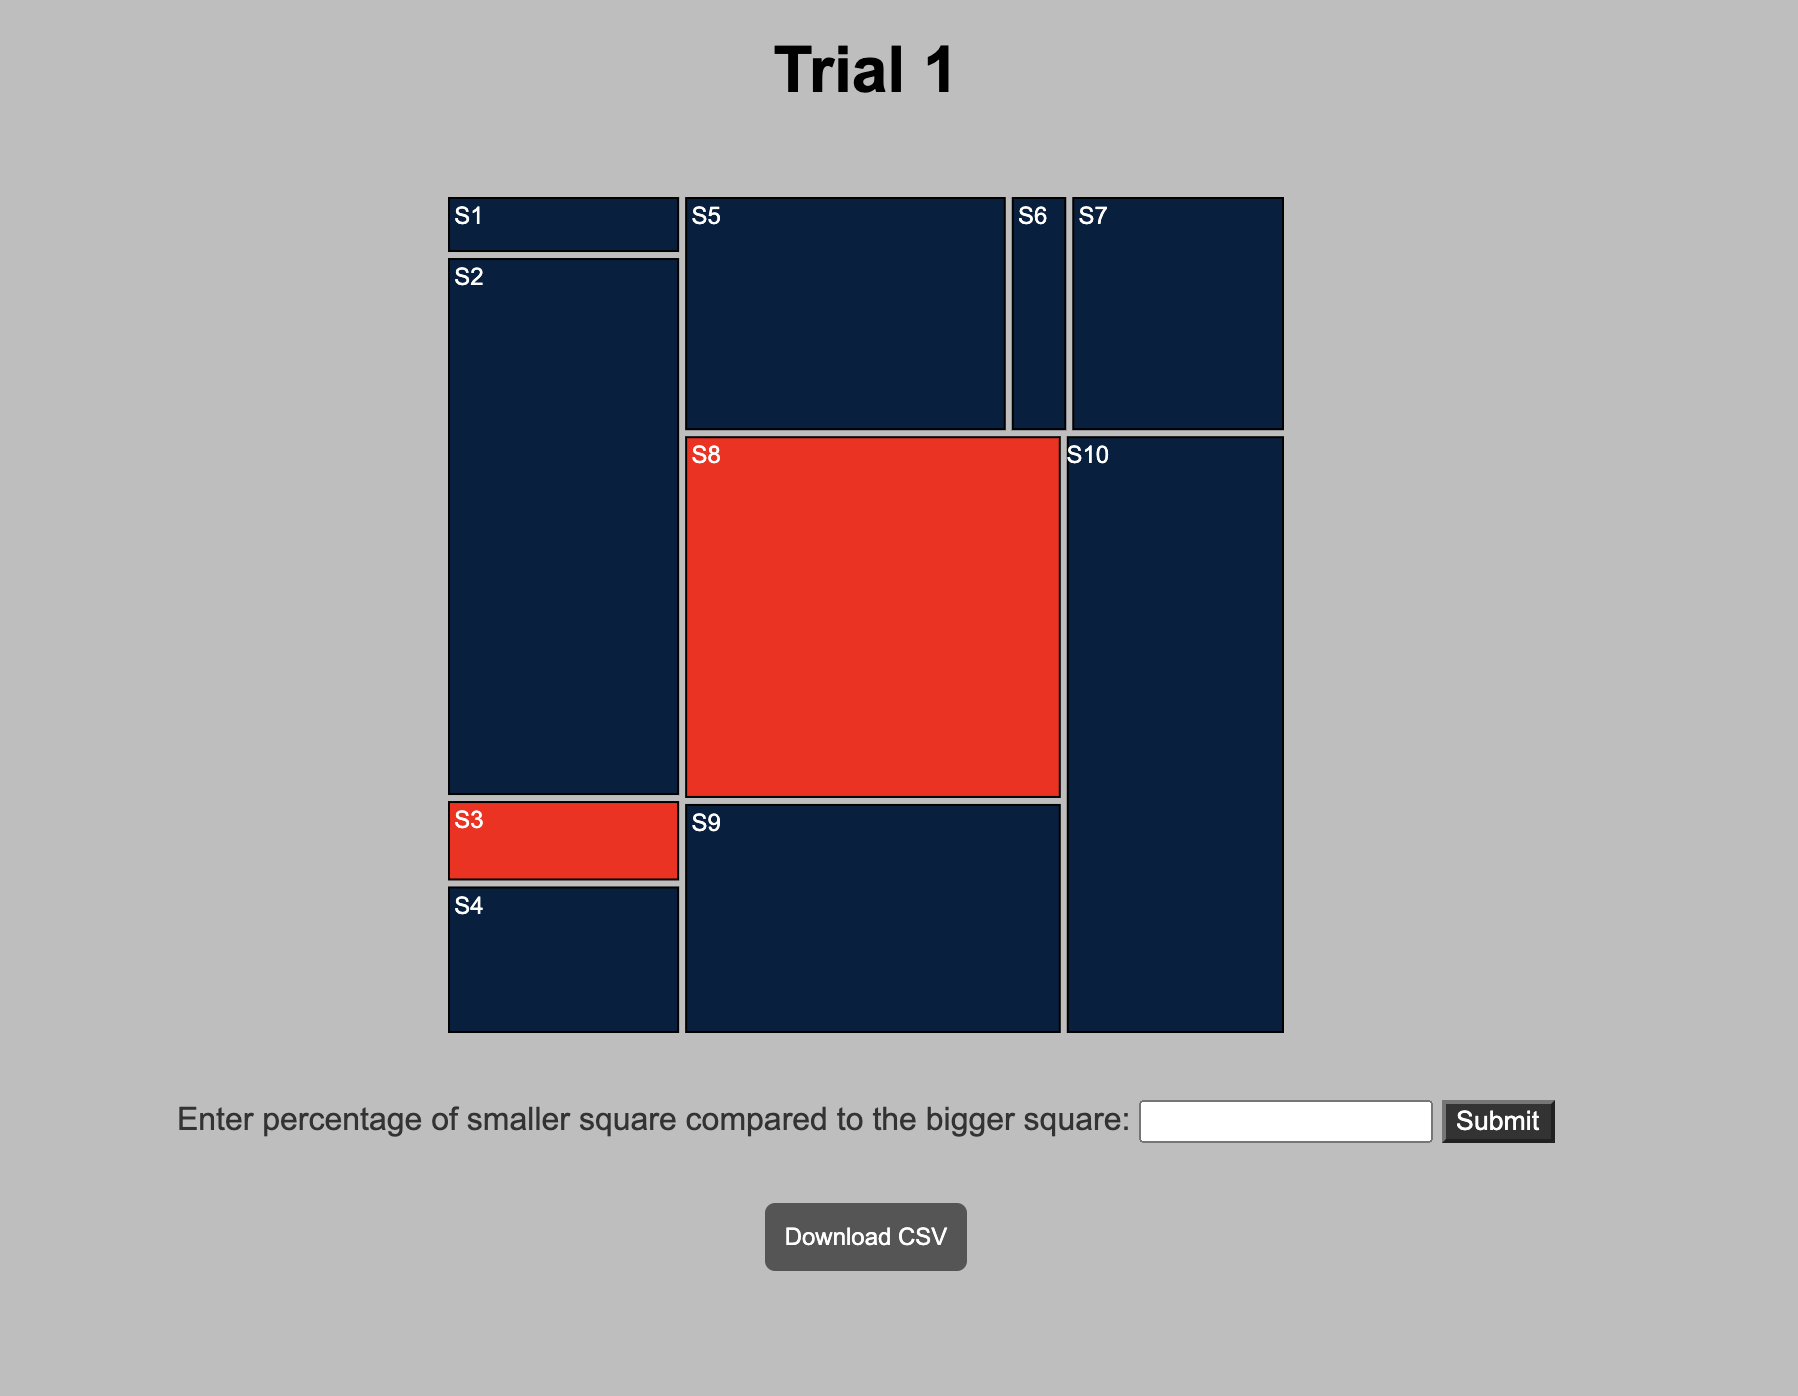 Trial 1
S1
S5
S6
S7
S2
S8
S10
S3
S9
S4
Enter percentage of smaller square compared to the bigger square:
Submit
Download CSV